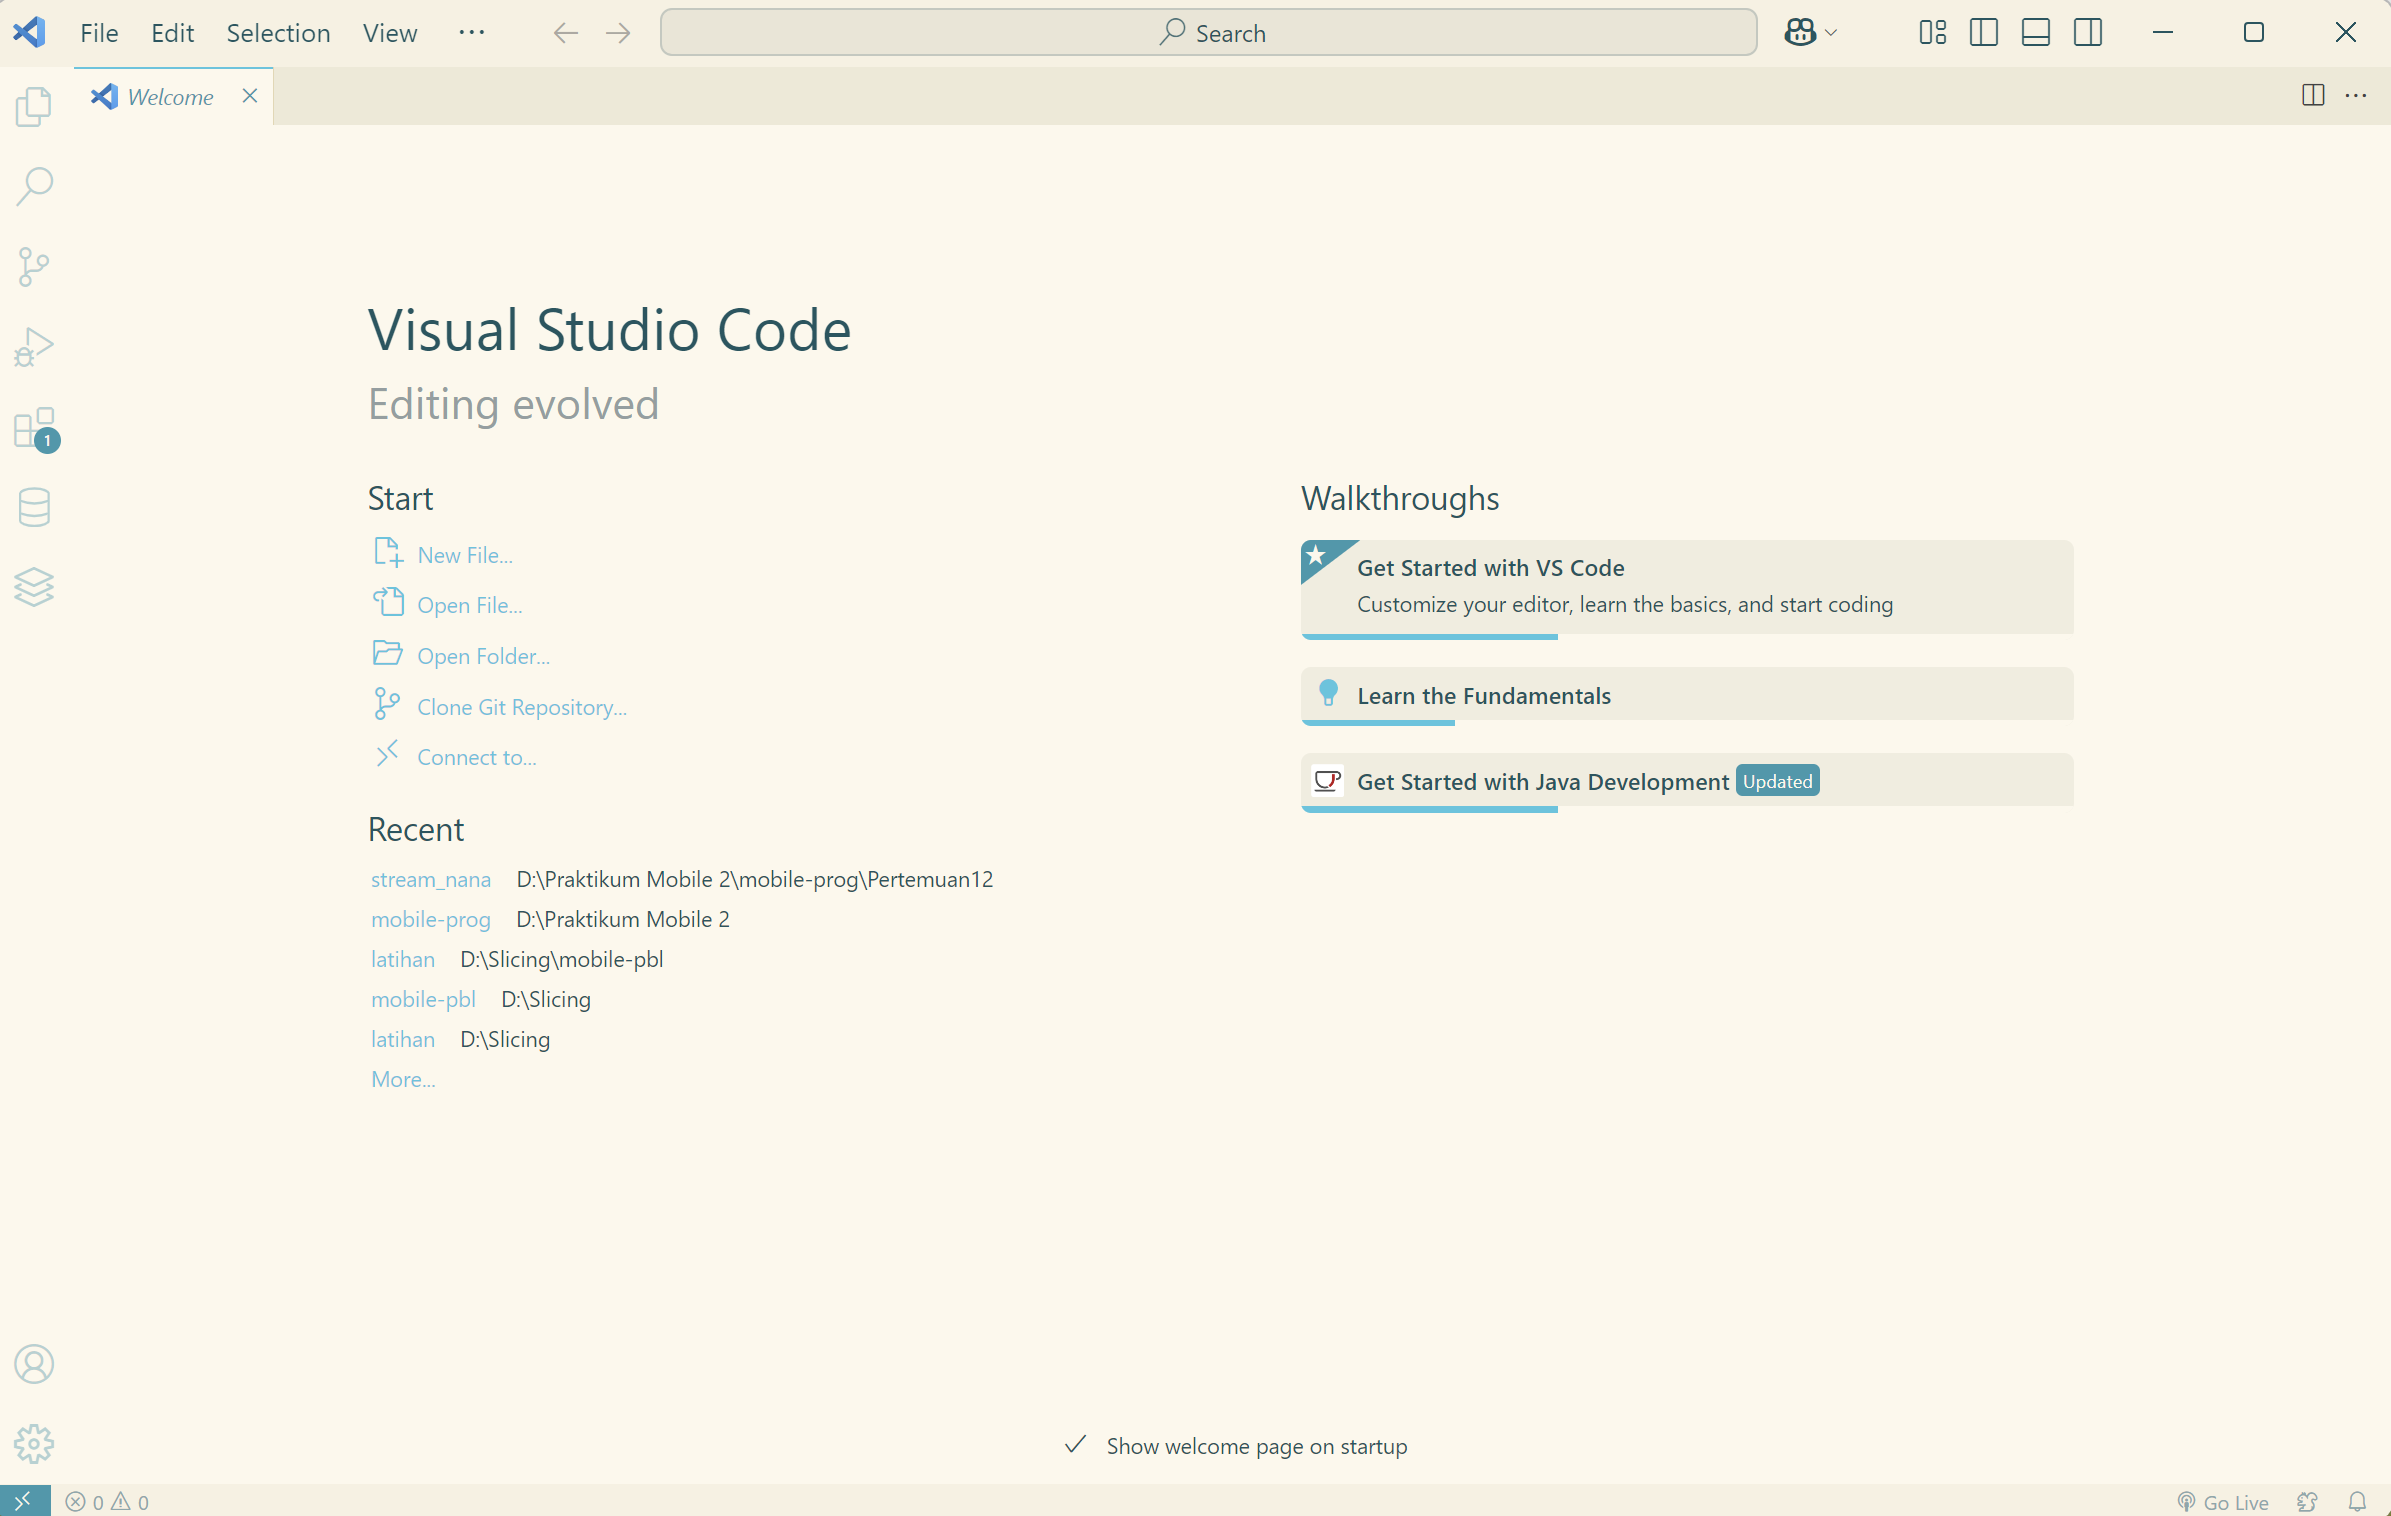 File Edit Selection View ··· Search
Welcome
Visual Studio Code
Editing evolved
Start
New File...
Open File...
Open Folder...
Clone Git Repository...
Connect to...
Recent
stream_nana D:\Praktikum Mobile 2\mobile-prog\Pertemuan12
mobile-prog D:\Praktikum Mobile 2
latihan D:\Slicing\mobile-pbl
mobile-pbl D:\Slicing
latihan D:\Slicing
More...
Walkthroughs
Get Started with VS Code
Customize your editor, learn the basics, and start coding
Learn the Fundamentals
Get Started with Java Development Updated
1
Show welcome page on startup
0 0 Go Live